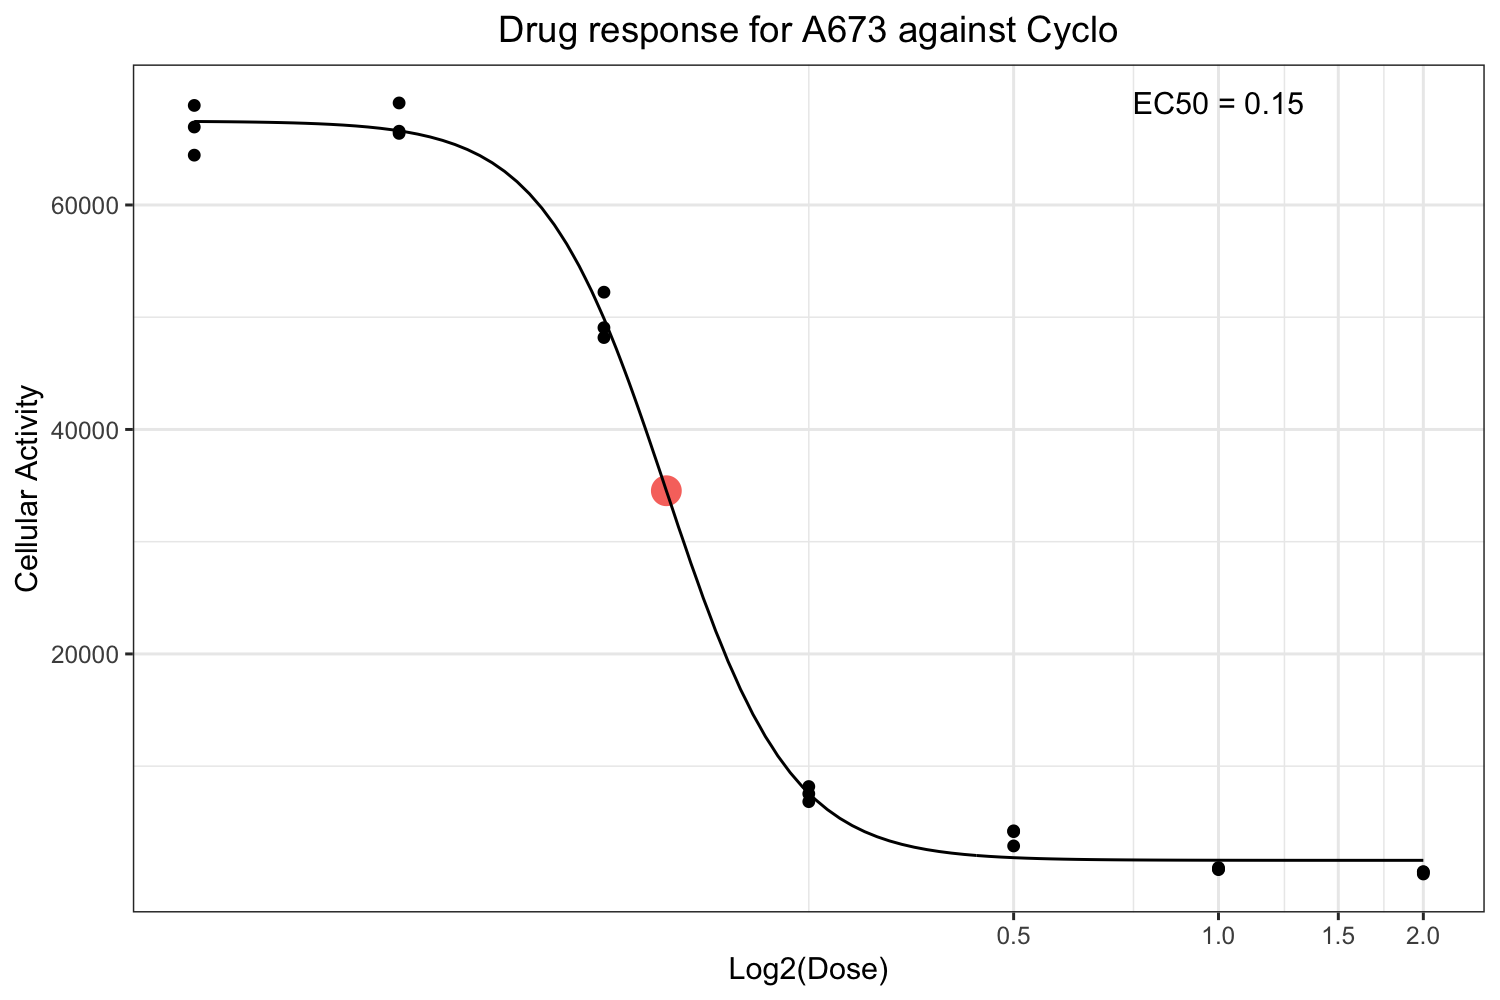 Drug response for A673 against Cyclo
EC50 = 0.15
60000
40000
20000
Cellular Activity
0.5 1.0 1.5 2.0
Log2(Dose)